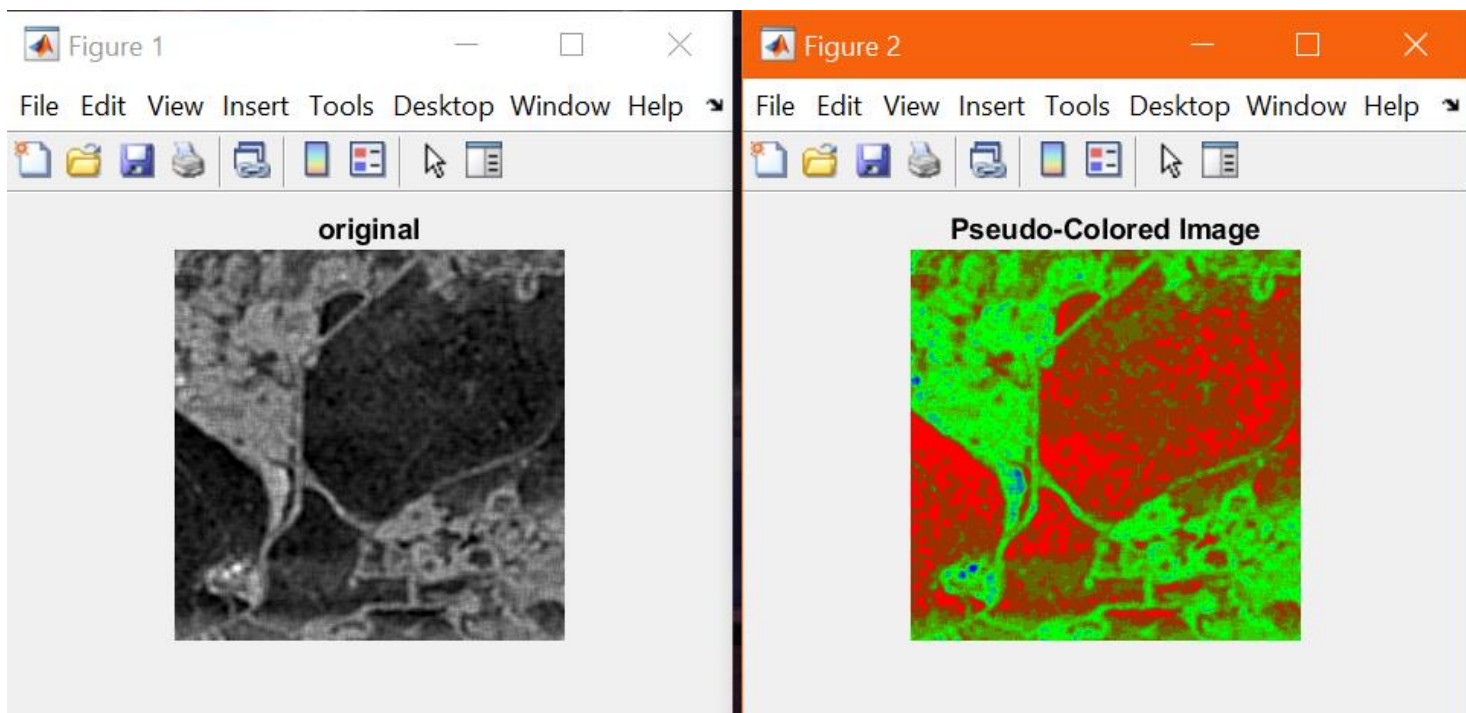 Figure 1
File Edit View Insert Tools Desktop Window Help
original
Figure 2
File Edit View Insert Tools Desktop Window Help
Pseudo-Colored Image